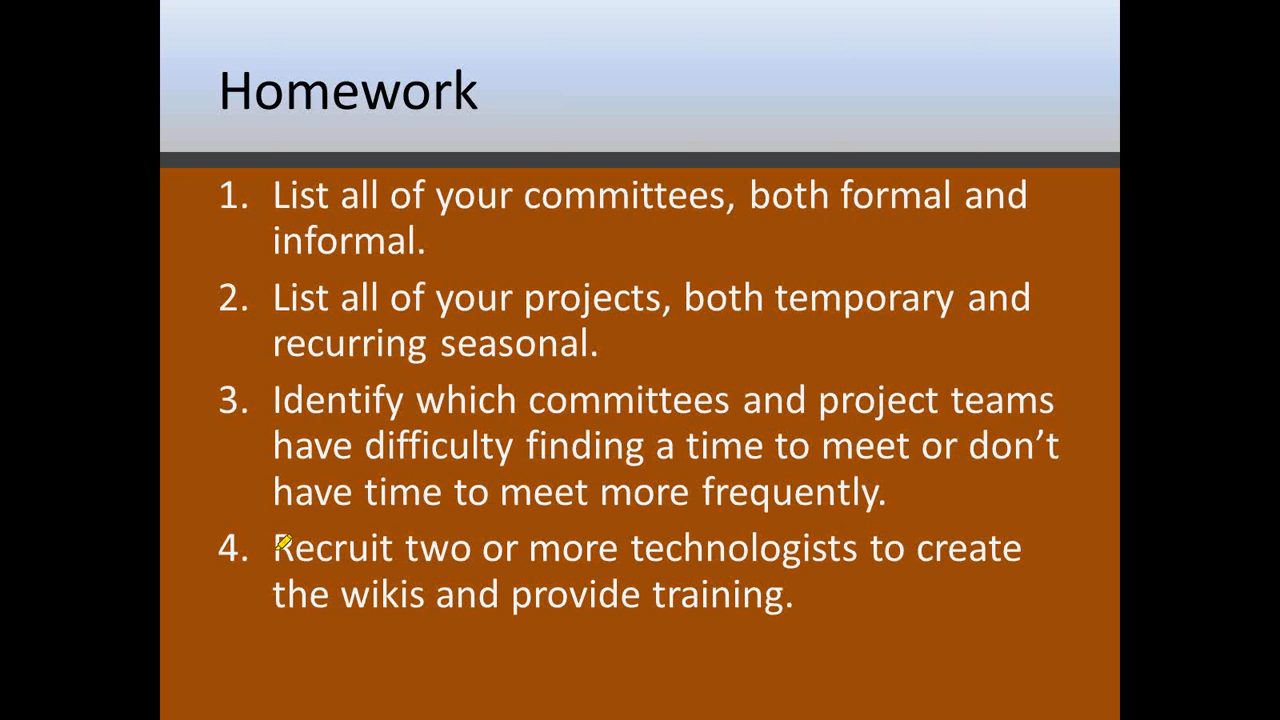 Homework
1. List all of your committees, both formal and
informal.
2. List all of your projects, both temporary and
recurring seasonal.
3. Identify which committees and project teams
have difficulty finding a time to meet or don’t
have time to meet more frequently.
4. Recruit two or more technologists to create
the wikis and provide training.